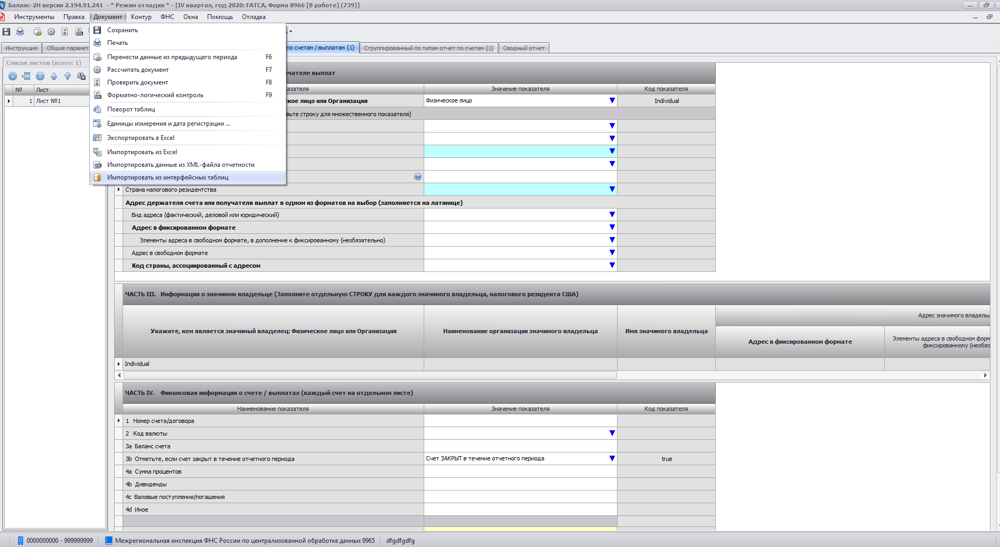 Баланс-2Н версия 2.194.91.241 - * Режим отладки * - [IV квартал, год 2020: FATCA, Форма 8966 [В работе] (739)]
Инструменты Правка Документ Контур ФНС Окна Помощь Отладка
Инструкция Общие парамет по счетам / выплатам {1} Сгруппированный по типам отчет по счетам {1} Сводный отчет
Сохранить
Печать
Перенести данные из предыдущего периода F6
Рассчитать документ F7
Проверить документ F8
Форматно-логический контроль F9
Поворот таблиц
Единицы измерения и дата регистрации ...
Экспортировать в Excel
Импортировать из Excel
Импортировать данные из XML-файла отчетности
Импортировать из интерфейсных таблиц
Список листов (всего: 1)
№ Лист
1 Лист №1
учателе выплат
казателя Значение показателя Код показателя
ское лицо или Организация Физическое лицо Individual
вьте строку для множественного показателя)
Страна налогового резидентства
Адрес держателя счета или получателя выплат в одном из форматов на выбор (заполняется на латинице)
Вид адреса (фактический, деловой или юридический)
Адрес в фиксированном формате
Элементы адреса в свободном формате, в дополнение к фиксированному (необязательно)
Адрес в свободном формате
Код страны, ассоциированный с адресом
ЧАСТЬ III. Информация о значимом владельце (Заполните отдельную СТРОКУ для каждого значимого владельца, налогового резидента США)
Адрес значимого владельц
Укажите, кем является значимый владелец: Физическое лицо или Организация Наименование организации значимого владельца Имя значимого владельца
Адрес в фиксированном формате
Элементы адреса в свободном форм
фиксированному (необяз
Individual
ЧАСТЬ IV. Финансовая информация о счете / выплатах (каждый счет на отдельном листе)
Наименование показателя Значение показателя Код показателя
1 Номер счета/договора
2 Код валюты
3a Баланс счета
3b Отметьте, если счет закрыт в течение отчетного периода Счет ЗАКРЫТ в течение отчетного периода true
4a Сумма процентов
4b Дивиденды
4c Валовые поступления/погашения
4d Иное
0000000000 - 999999999 Межрегиональная инспекция ФНС России по централизованной обработке данных 9965 dfgdfgdfg